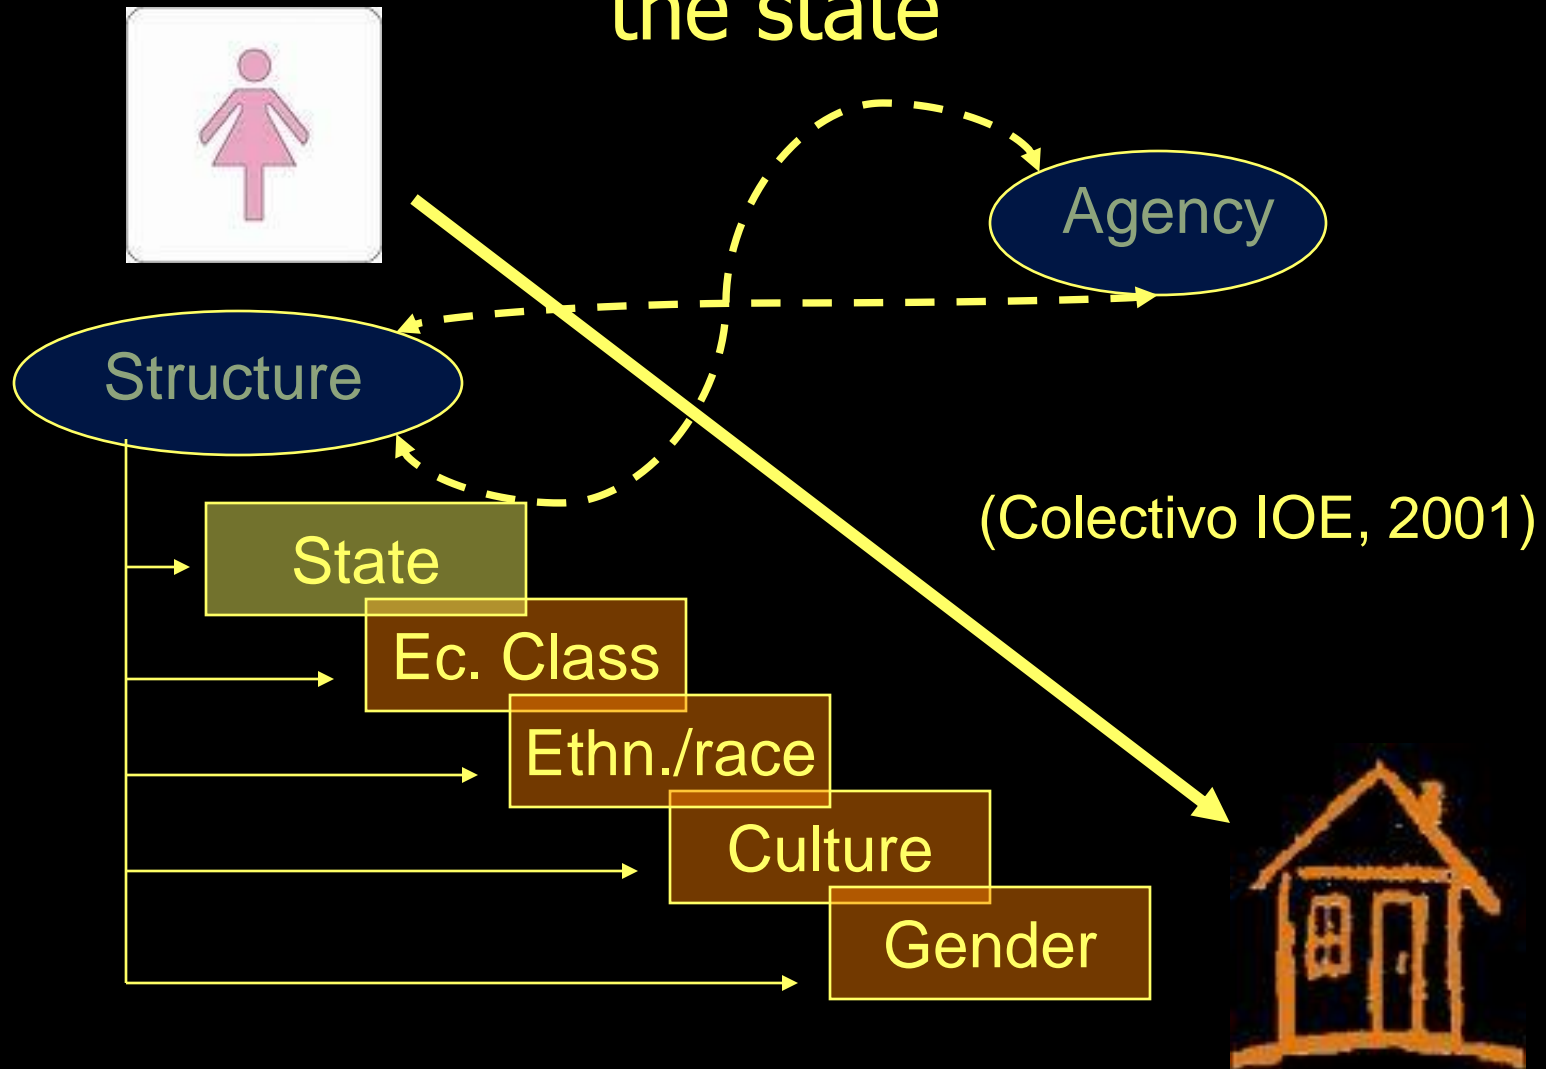 the state
Agency
Structure
(Colectivo IOE, 2001)
State
Ec. Class
Ethn./race
Culture
Gender